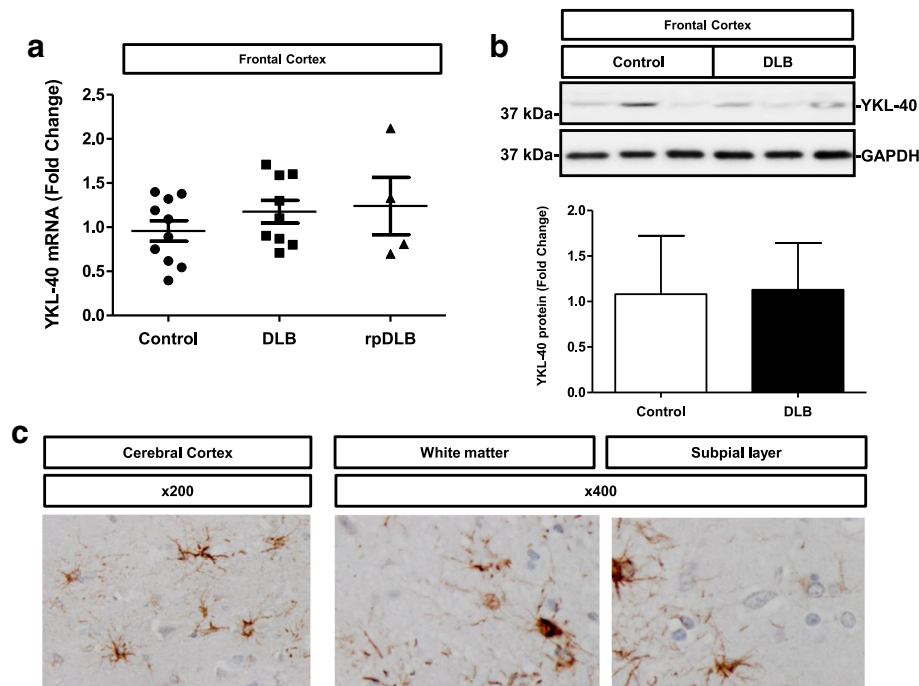 a
Frontal Cortex
YKL-40 mRNA (Fold Change)
2.5
2.0
1.5
1.0
0.5
0.0
Control DLB rpDLB
b
Frontal Cortex
Control DLB
37 kDa- -YKL-40
37 kDa- -GAPDH
YKL-40 protein (Fold Change)
2.0
1.5
1.0
0.5
0.0
Control DLB
c
Cerebral Cortex White matter Subpial layer
x200 x400